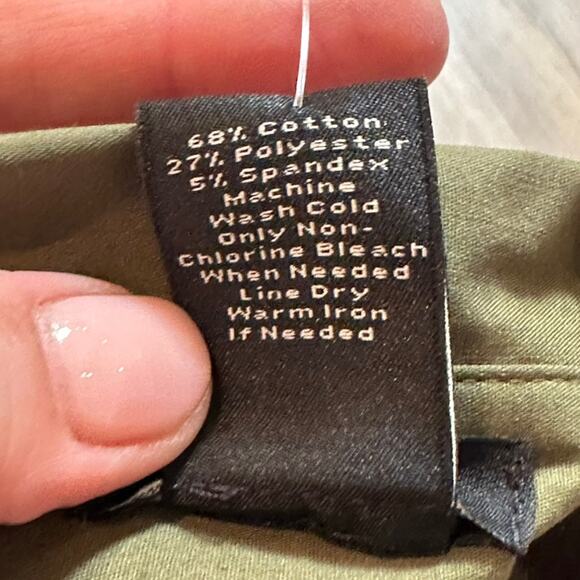 68% Cotton
27% Polyester
5% Spandex
Machine
Wash Cold
Only Non-
Chlorine Bleach
When Needed
Line Dry
Warm Iron
If Needed